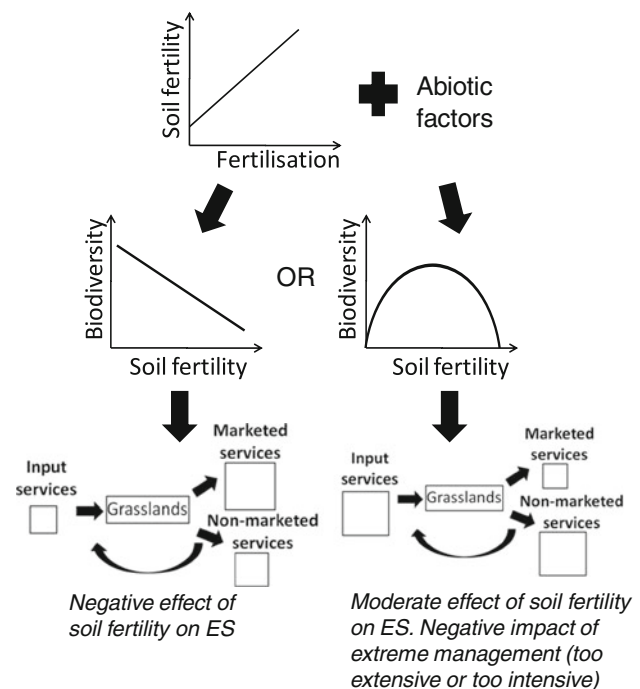 Soil fertility
Fertilisation
Abiotic
factors
Biodiversity
Soil fertility
OR
Biodiversity
Soil fertility
Input
services
Grasslands
Marketed
services
Non-marketed
services
Negative effect of
soil fertility on ES
Input
services
Grasslands
Marketed
services
Non-marketed
services
Moderate effect of soil fertility
on ES. Negative impact of
extreme management (too
extensive or too intensive)